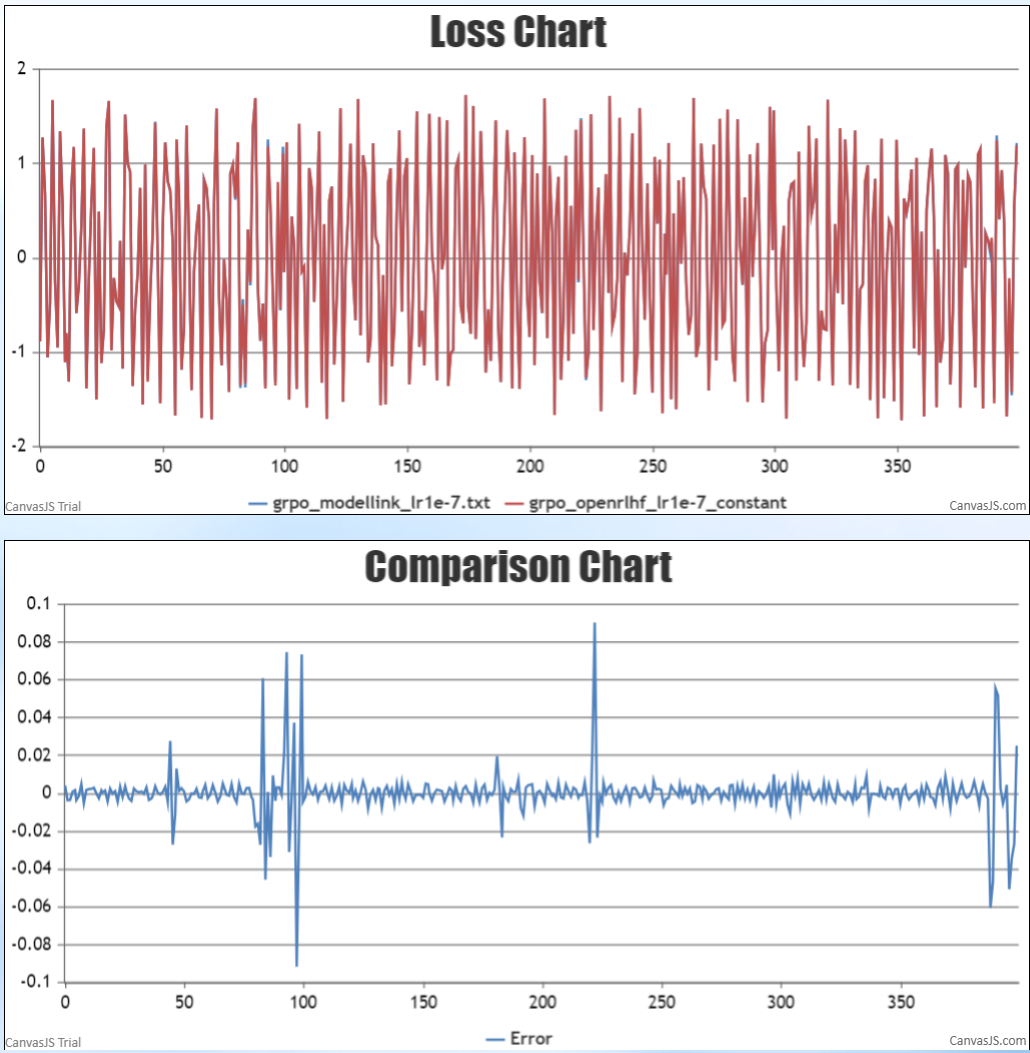 Loss Chart
2
1
0
-1
-2
0 50 100 150 200 250 300 350
grpo_modellink_lr1e-7.txt grpo_openrlhf_lr1e-7_constant
CanvasJS Trial CanvasJS.com
Comparison Chart
0.1
0.08
0.06
0.04
0.02
0
-0.02
-0.04
-0.06
-0.08
-0.1
0 50 100 150 200 250 300 350
Error
CanvasJS Trial CanvasJS.com